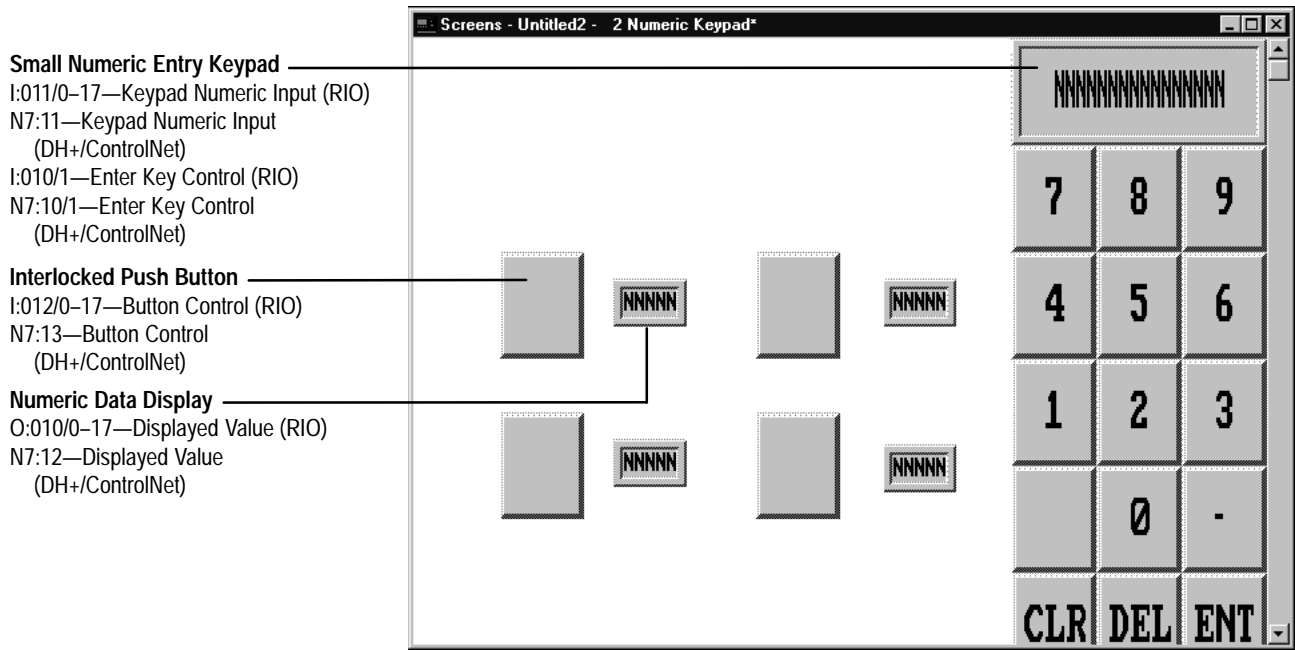 Screens - Untitled2 -   2 Numeric Keypad*
Small Numeric Entry Keypad
I:011/0–17—Keypad Numeric Input (RIO)
N7:11—Keypad Numeric Input
(DH+/ControlNet)
I:010/1—Enter Key Control (RIO)
N7:10/1—Enter Key Control
(DH+/ControlNet)
Interlocked Push Button
I:012/0–17—Button Control (RIO)
N7:13—Button Control
(DH+/ControlNet)
Numeric Data Display
O:010/0–17—Displayed Value (RIO)
N7:12—Displayed Value
(DH+/ControlNet)
NNNNN NNNNN
NNNNN NNNNN
NNNNNNNNNNNNNNN
7 8 9
4 5 6
1 2 3
0 -
CLR DEL ENT